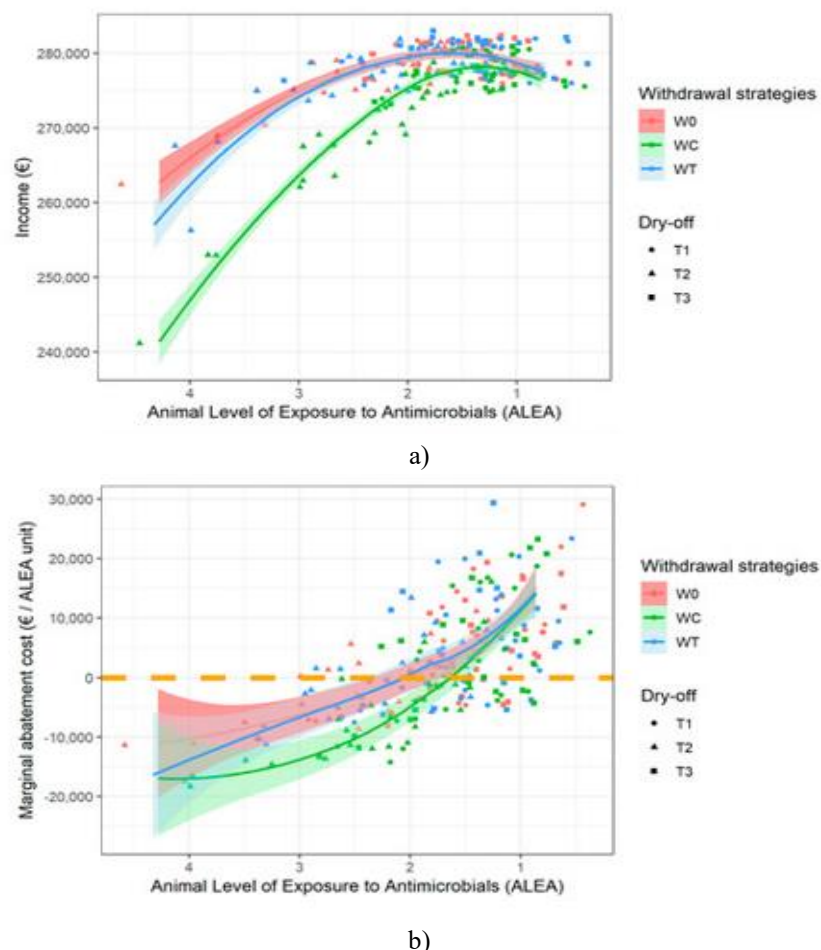 280,000
270,000
260,000
250,000
240,000
Income (€)
4 3 2 1
Animal Level of Exposure to Antimicrobials (ALEA)
Withdrawal strategies
W0
WC
WT
Dry-off
T1
T2
T3
a)
30,000
20,000
10,000
0
-10,000
-20,000
Marginal abatement cost (€ / ALEA unit)
4 3 2 1
Animal Level of Exposure to Antimicrobials (ALEA)
Withdrawal strategies
W0
WC
WT
Dry-off
T1
T2
T3
b)